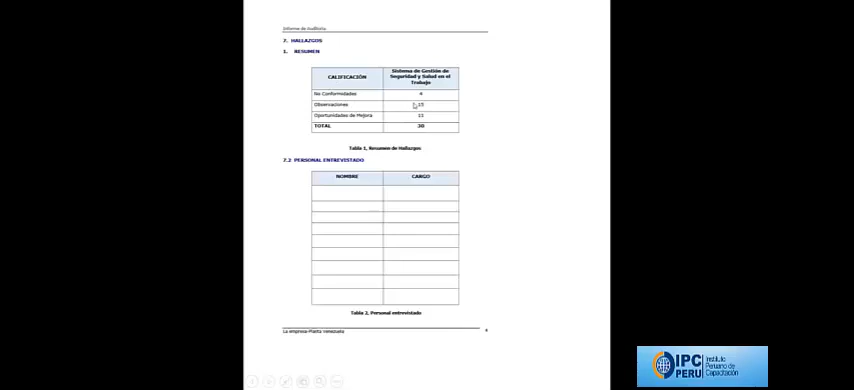 Informe de Auditoría
7. HALLAZGOS
1. RESUMEN
CALIFICACIÓN
Sistema de Gestión de
Seguridad y Salud en el
Trabajo
No Conformidades 4
Observaciones 15
Oportunidades de Mejora 11
TOTAL 30
Tabla 1, Resumen de Hallazgos
7.2 PERSONAL ENTREVISTADO
NOMBRE CARGO
Tabla 2, Personal entrevistado
La empresa-Planta Venezuela
IPC
PERÚ
Instituto
Peruano de
Capacitación